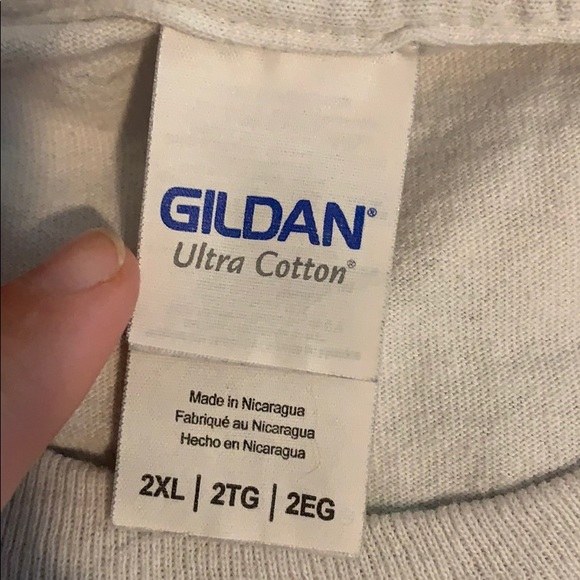 GILDAN®
Ultra Cotton®
Made in Nicaragua
Fabriqué au Nicaragua
Hecho en Nicaragua
2XL | 2TG | 2EG